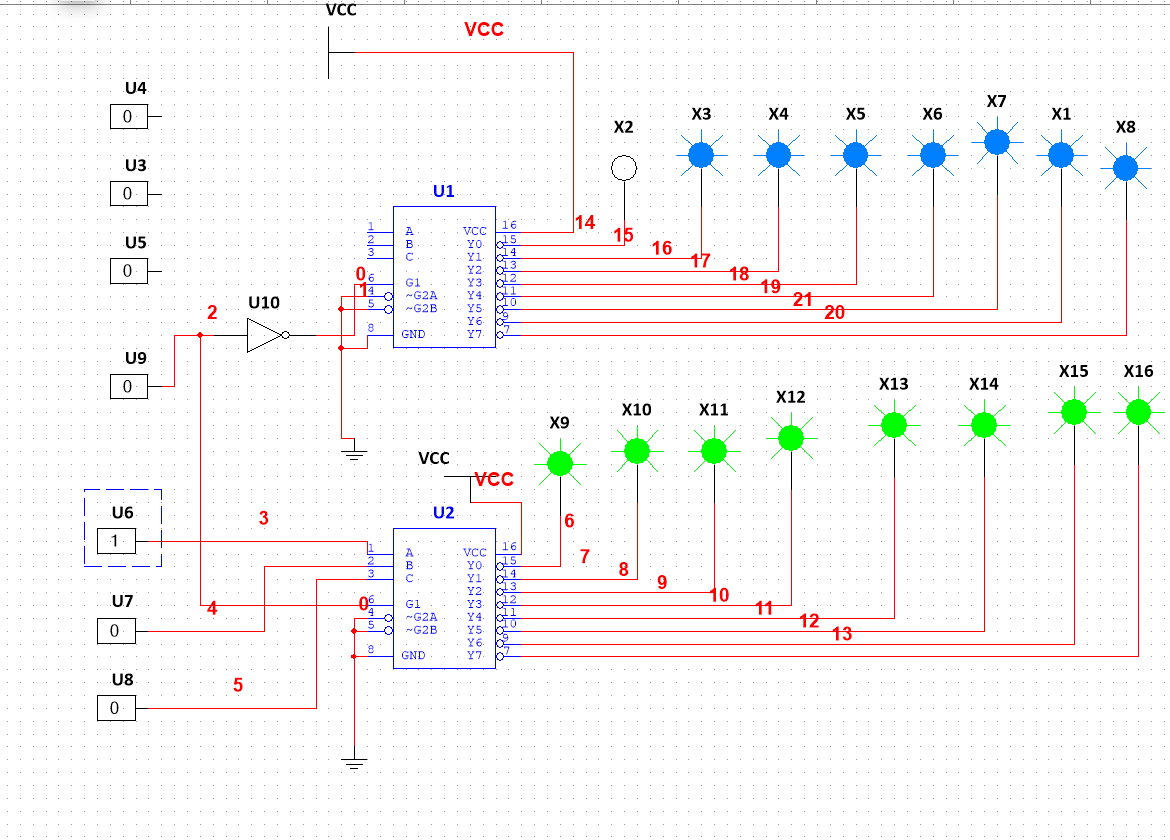 VCC
VCC
U4
0
U3
0
U5
0
U9
0
2
U10
X2
X3
X4
X5
X6
X7
X1
X8
U1
1 A VCC 16
2 B Y0 15
3 C Y1 14
Y2 13
6 G1 Y3 12
4 ~G2A Y4 11
5 ~G2B Y5 10
Y6 9
8 GND Y7 7
0
1
14
15
16
17
18
19
21
20
X9
X10
X11
X12
X13
X14
X15
X16
VCC
VCC
U2
1 A VCC 16
2 B Y0 15
3 C Y1 14
Y2 13
6 G1 Y3 12
4 ~G2A Y4 11
5 ~G2B Y5 10
Y6 9
8 GND Y7 7
0
6
7
8
9
10
11
12
13
U6
1
3
U7
0
4
U8
0
5